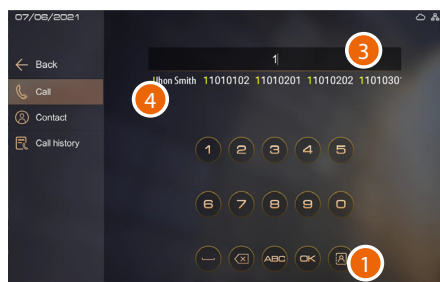 07/06/2021
3
1
Back
Smith 11010102 11010201 11010202 1101030
4
Call
Contact
Call history
1 2 3 4 5
6 7 8 9 0
ABC OK
1